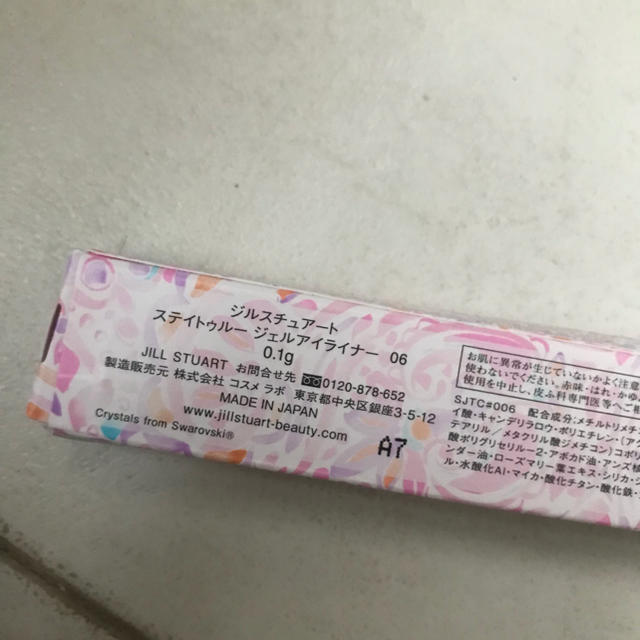 ジルスチュアート
ステイトゥルー ジェルアイライナー 06
0.1g
JILL STUART お問合せ先 0120-878-652
製造販売元 株式会社 コスメ ラボ 東京都中央区銀座3-5-12
MADE IN JAPAN
www.jillstuart-beauty.com
Crystals from Swarovski®
A7
お肌に異常が生じていないかよく注意
使わないでください。赤味・はれ・かゆ
使用を中止し、皮ふ科専門医等へご
SJTC#006 配合成分:メチルトリメチ
イ酸・キャンデリラロウ・ポリエチレン・(ア
テアリル/メタクリル酸ジメチコン)コポリ
酸ポリグリセリル-2・アボカド油・アンズ
ンダー油・ローズマリー葉エキス・シリカ・
ル・水酸化Al・マイカ・酸化チタン・酸化鉄・